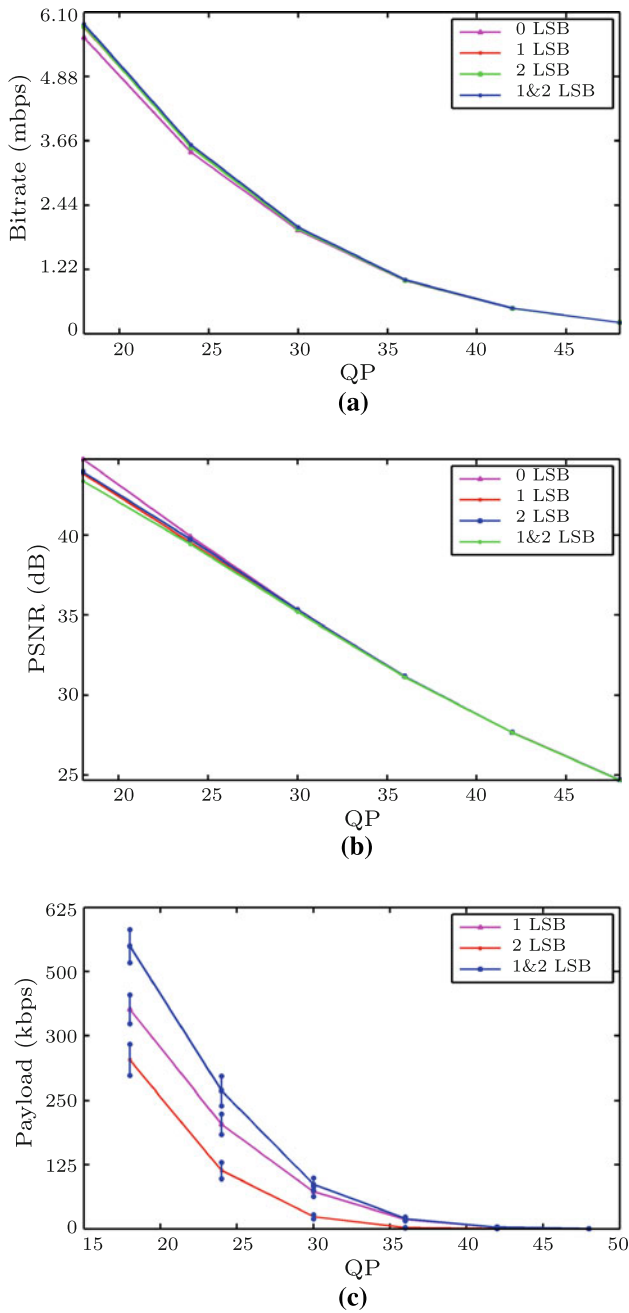 6.10
4.88
3.66
2.44
1.22
0
Bitrate (mbps)
0 LSB
1 LSB
2 LSB
1&2 LSB
20 25 30 35 40 45
QP
(a)
40
35
30
25
PSNR (dB)
0 LSB
1 LSB
2 LSB
1&2 LSB
20 25 30 35 40 45
QP
(b)
625
500
300
250
125
0
Payload (kbps)
1 LSB
2 LSB
1&2 LSB
15 20 25 30 35 40 45 50
QP
(c)